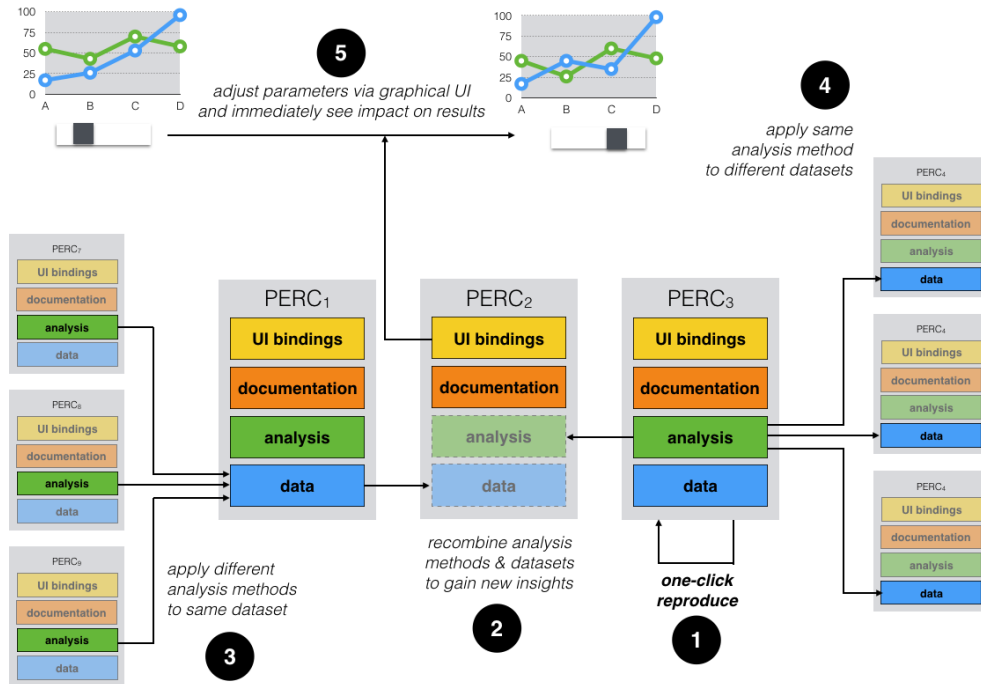 100
75
50
25
0
A B C D
5
adjust parameters via graphical UI
and immediately see impact on results
100
75
50
25
0
A B C D
4
apply same
analysis method
to different datasets
PERC₇
UI bindings
documentation
analysis
data
PERC₈
UI bindings
documentation
analysis
data
PERC₉
UI bindings
documentation
analysis
data
PERC₁
UI bindings
documentation
analysis
data
PERC₂
UI bindings
documentation
analysis
data
PERC₃
UI bindings
documentation
analysis
data
PERC₄
UI bindings
documentation
analysis
data
PERC₄
UI bindings
documentation
analysis
data
PERC₄
UI bindings
documentation
analysis
data
apply different
analysis methods
to same dataset
3
recombine analysis
methods & datasets
to gain new insights
2
one-click
reproduce
1